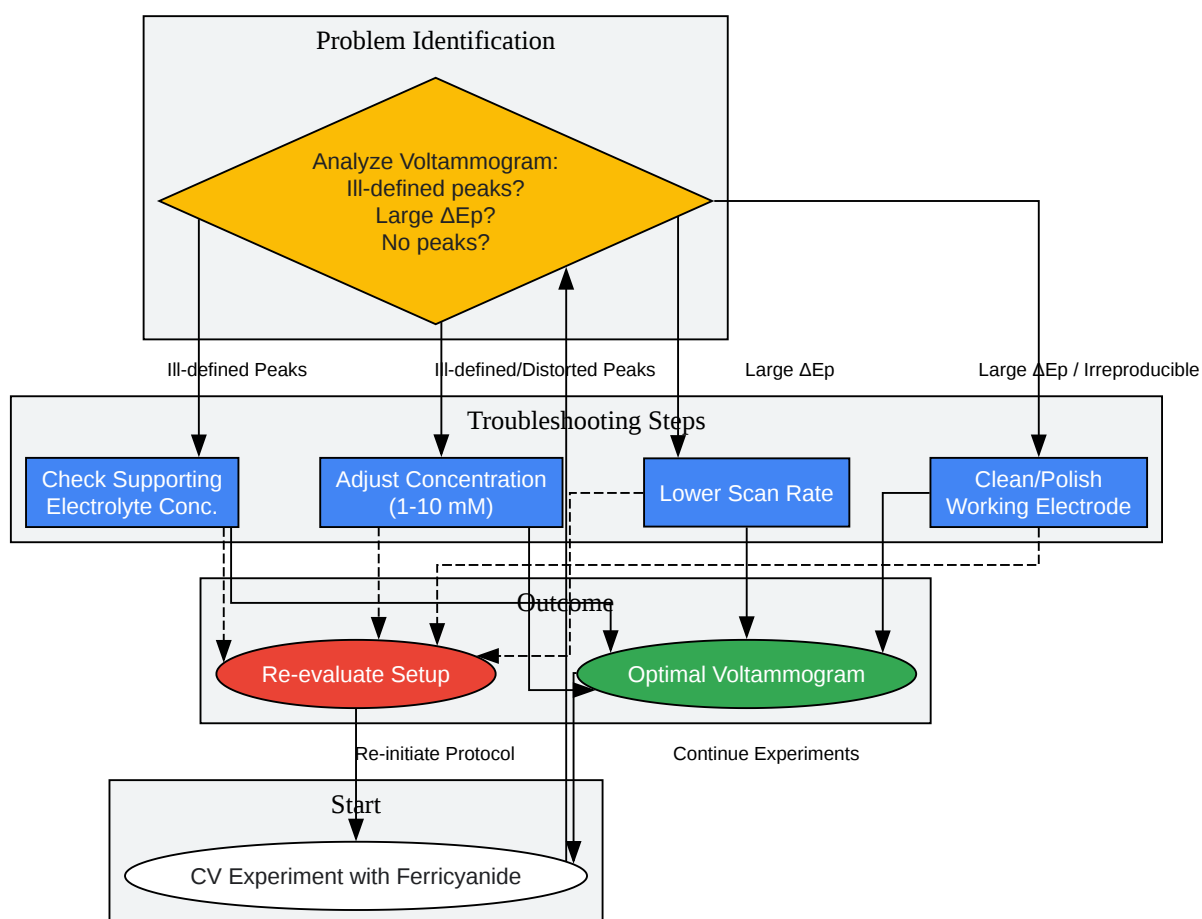 Problem Identification
Analyze Voltammogram:
Ill-defined peaks?
Large ΔEp?
No peaks?
Ill-defined Peaks
Ill-defined/Distorted Peaks
Large ΔEp
Large ΔEp / Irreproducible
Troubleshooting Steps
Check Supporting
Electrolyte Conc.
Adjust Concentration
(1-10 mM)
Lower Scan Rate
Clean/Polish
Working Electrode
Outcome
Re-evaluate Setup
Optimal Voltammogram
Re-initiate Protocol
Continue Experiments
Start
CV Experiment with Ferricyanide